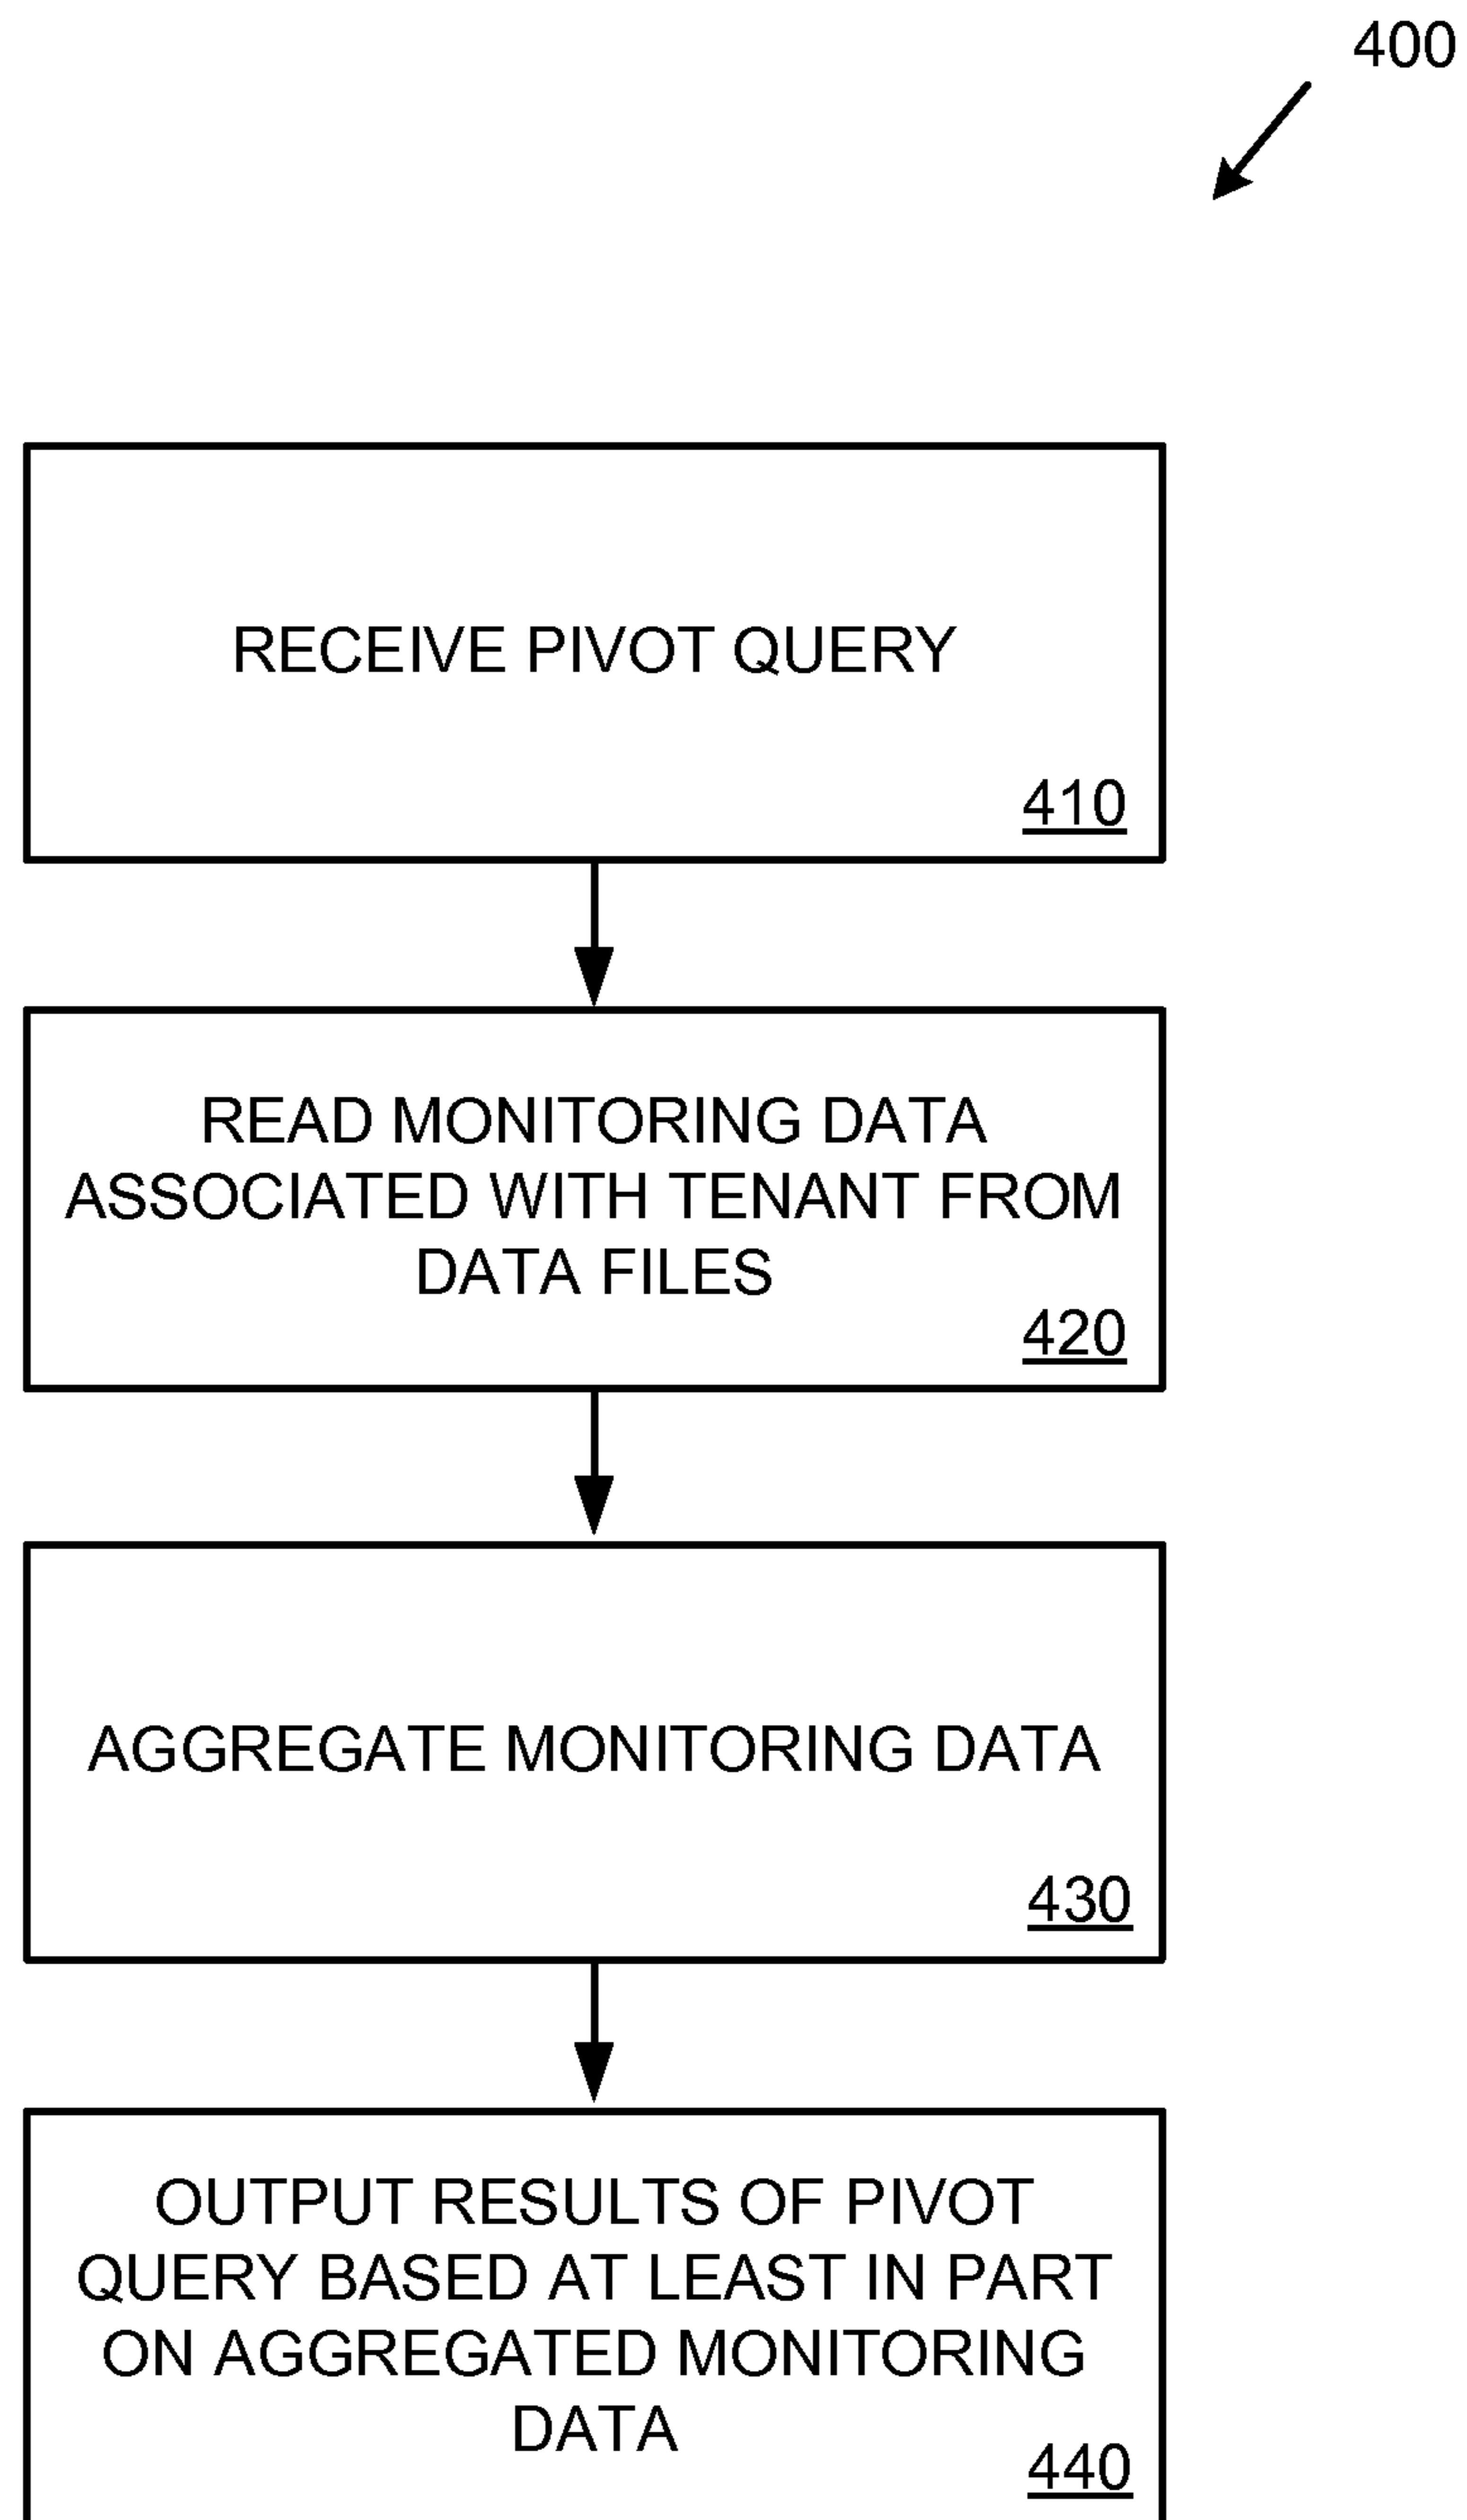 400
RECEIVE PIVOT QUERY
410
READ MONITORING DATA
ASSOCIATED WITH TENANT FROM
DATA FILES
420
AGGREGATE MONITORING DATA
430
OUTPUT RESULTS OF PIVOT
QUERY BASED AT LEAST IN PART
ON AGGREGATED MONITORING
DATA
440